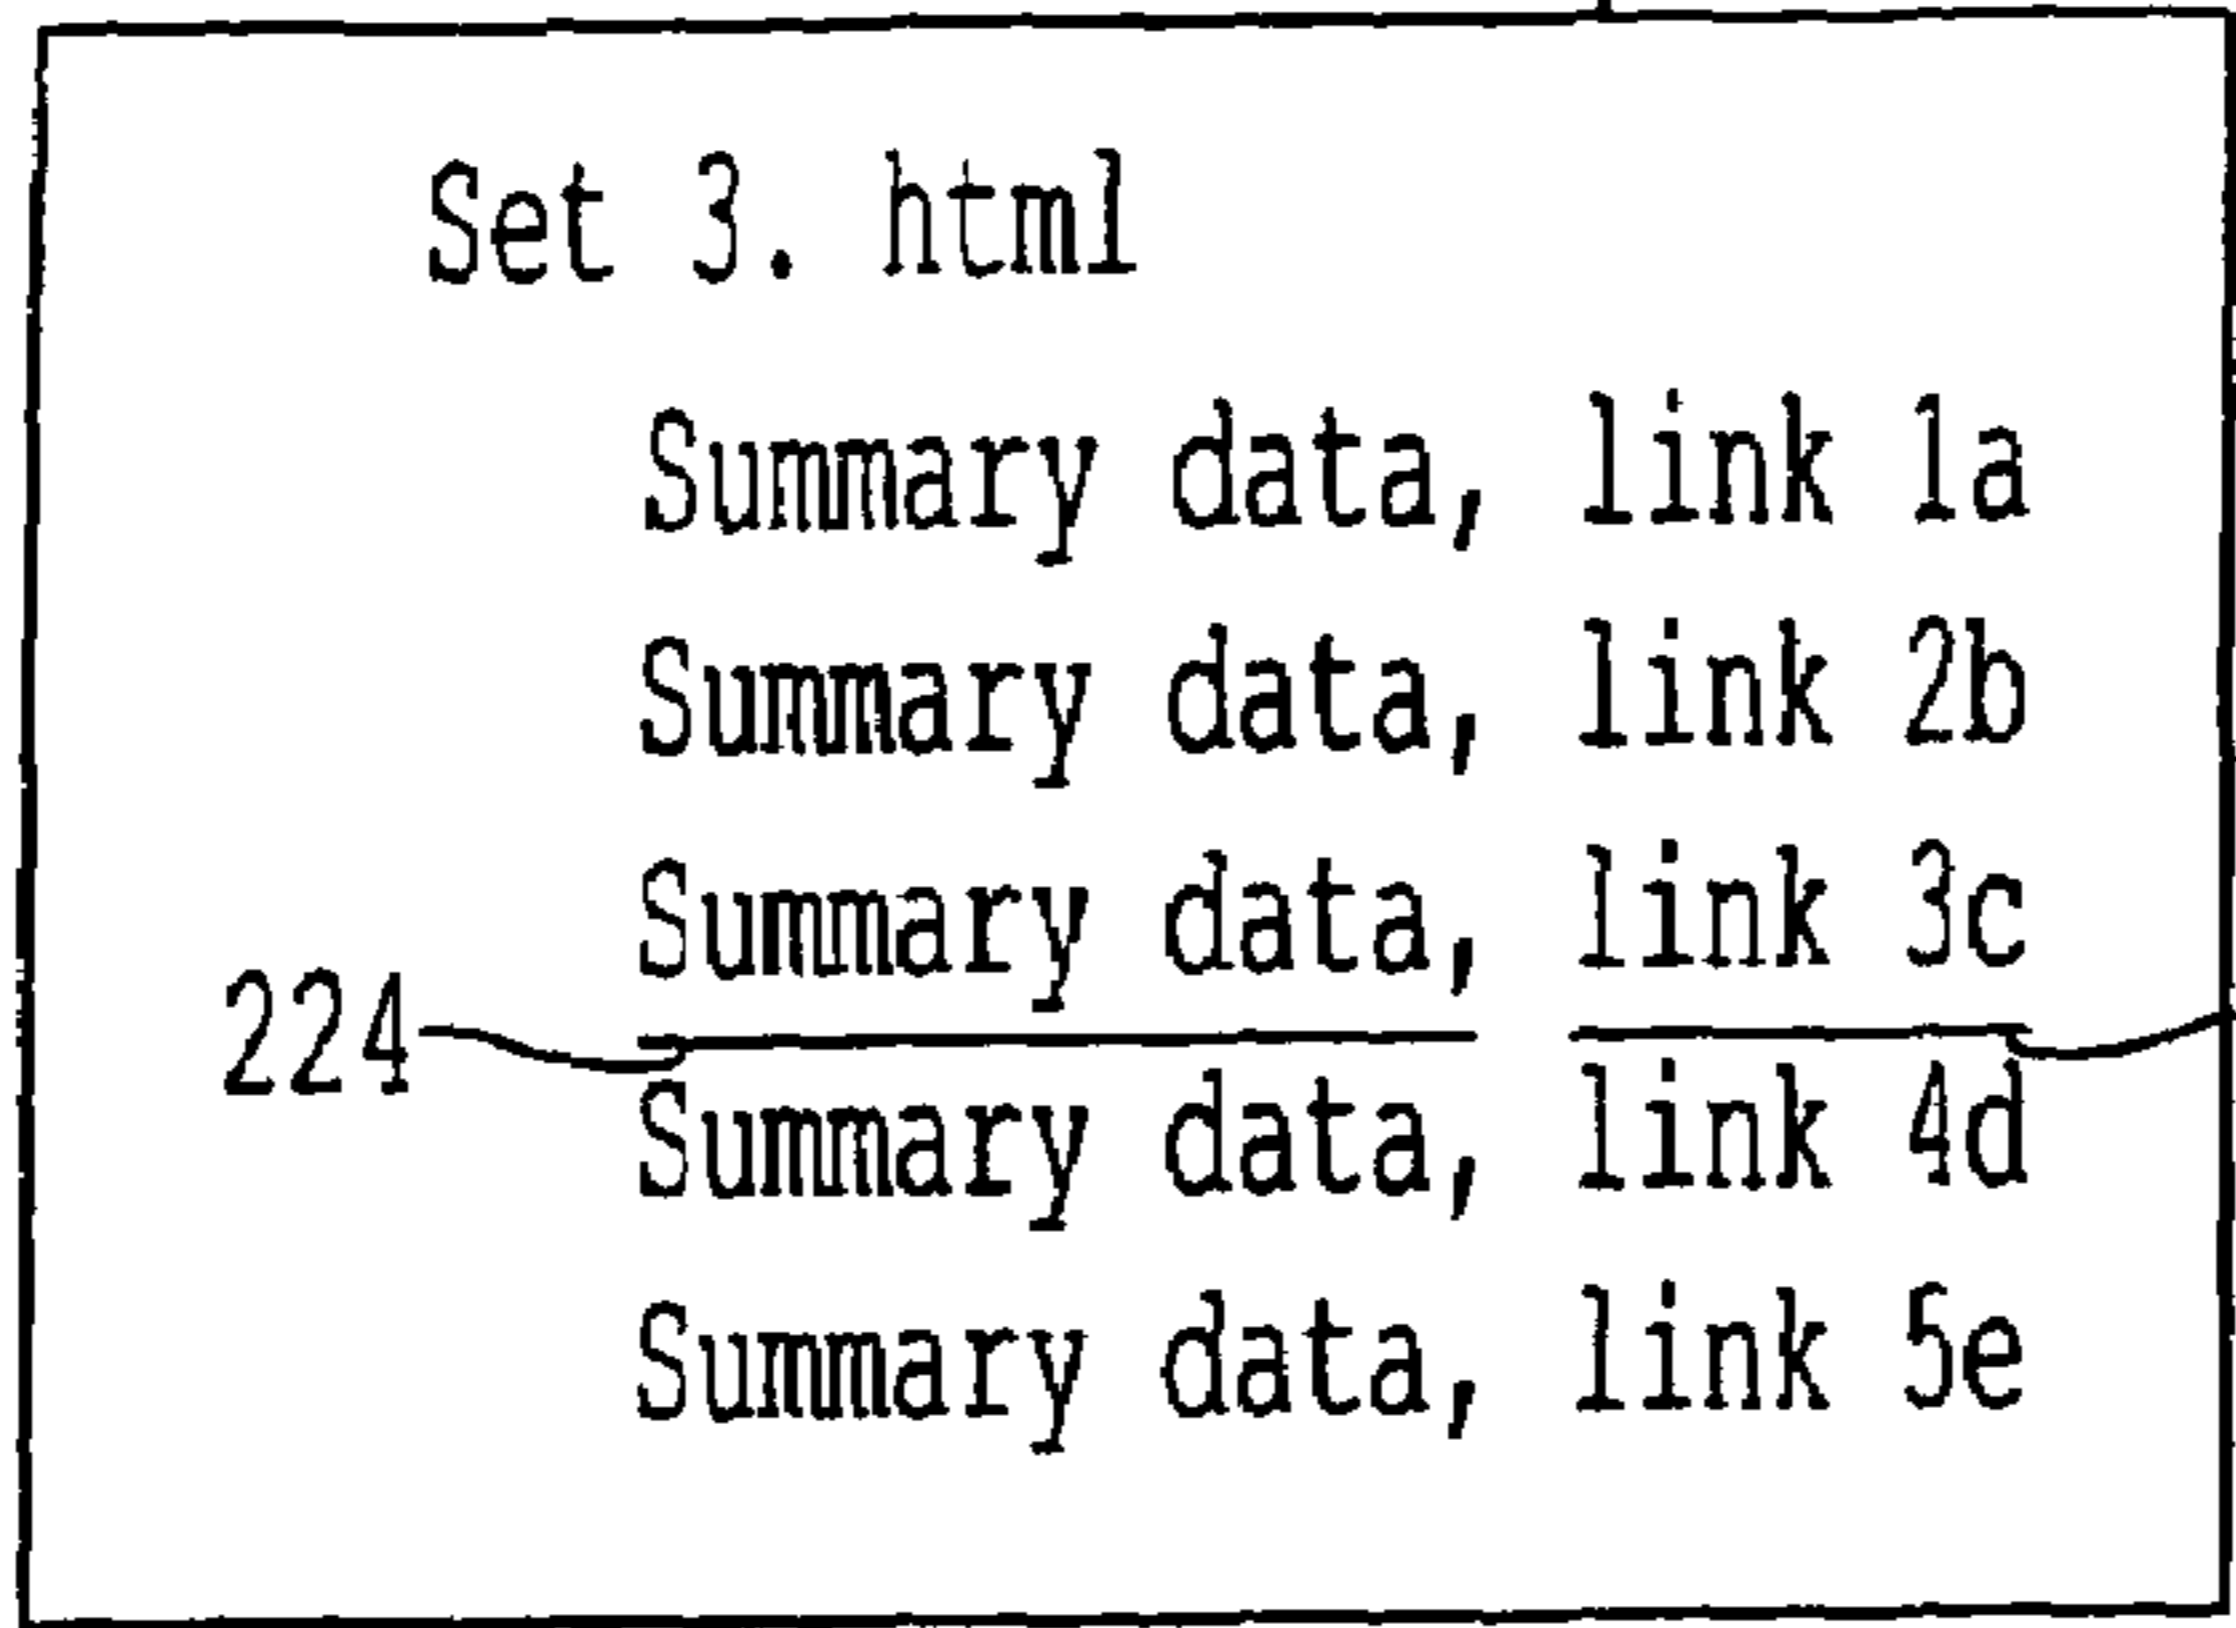 Set 3. html
Summary data, link 1a
Summary data, link 2b
Summary data, link 3c
224
Summary data, link 4d
Summary data, link 5e